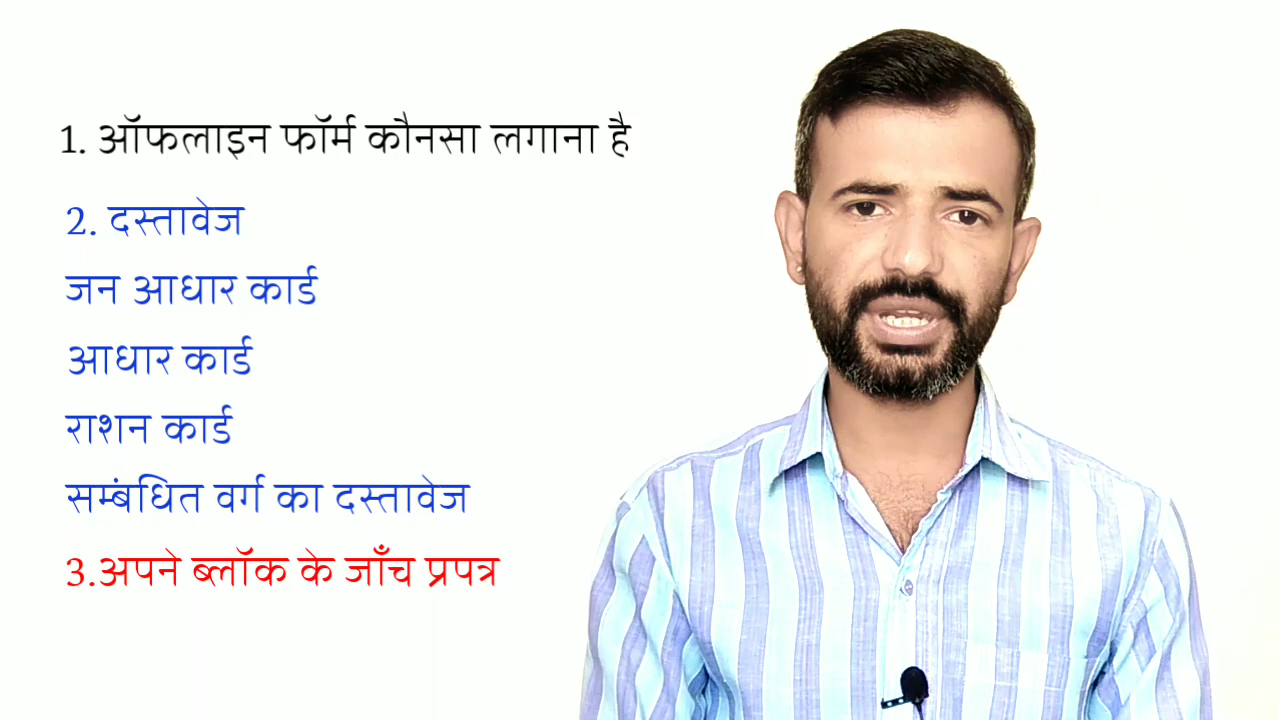 1. ऑफलाइन फॉर्म कौनसा लगाना है
2. दस्तावेज
जन आधार कार्ड
आधार कार्ड
राशन कार्ड
सम्बंधित वर्ग का दस्तावेज
3.अपने ब्लॉक के जाँच प्रपत्र